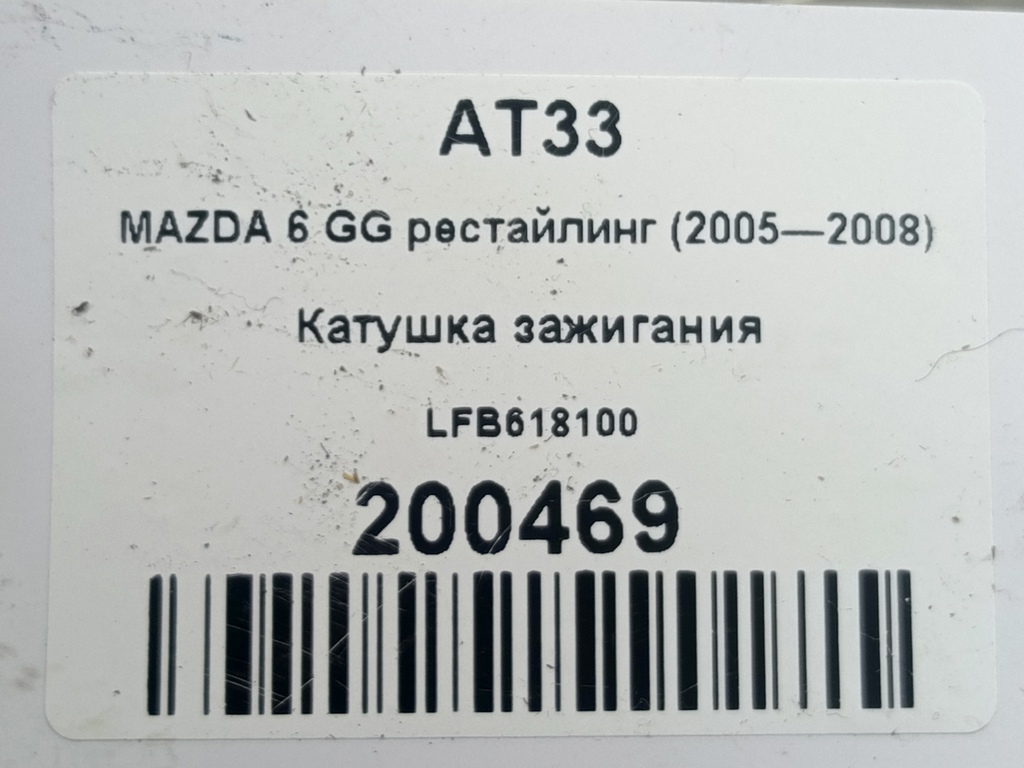 AT33
MAZDA 6 GG рестайлинг (2005—2008)
Катушка зажигания
LFB618100
200469